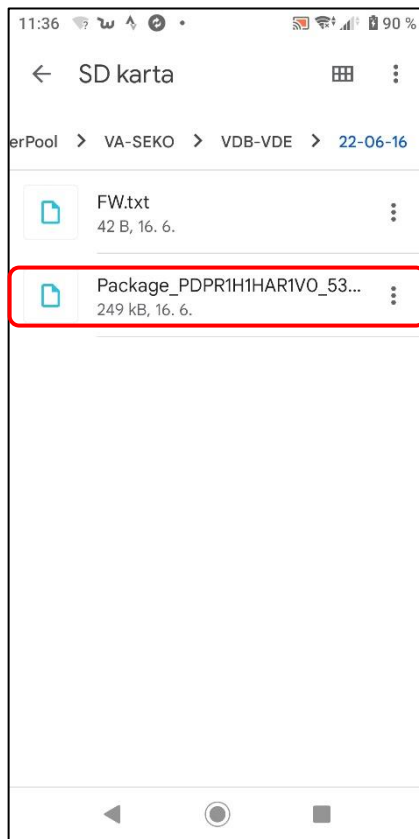 11:36 90 %
SD karta
erPool > VA-SEKO > VDB-VDE > 22-06-16
FW.txt
42 B, 16. 6.
Package_PDPR1H1HAR1V0_53...
249 kB, 16. 6.